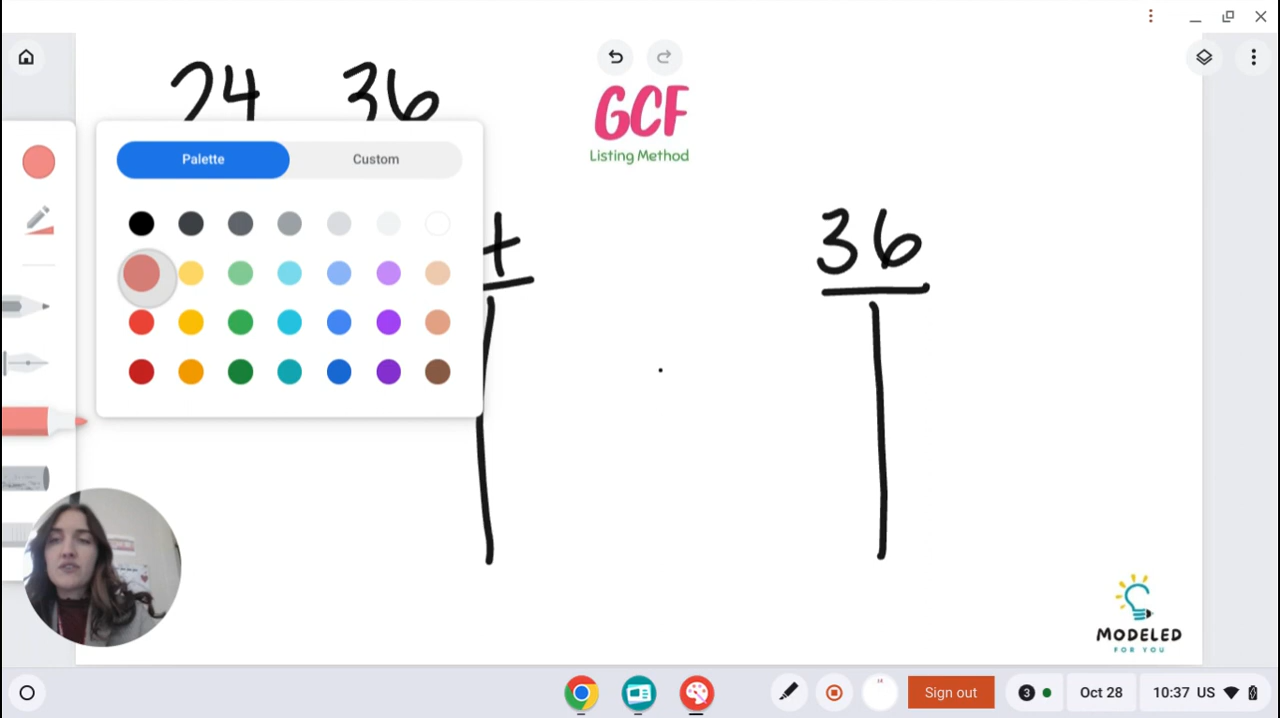 24 36
GCF
Listing Method
Palette Custom
36
MODELED
FOR YOU
Sign out 3 Oct 28 10:37 US